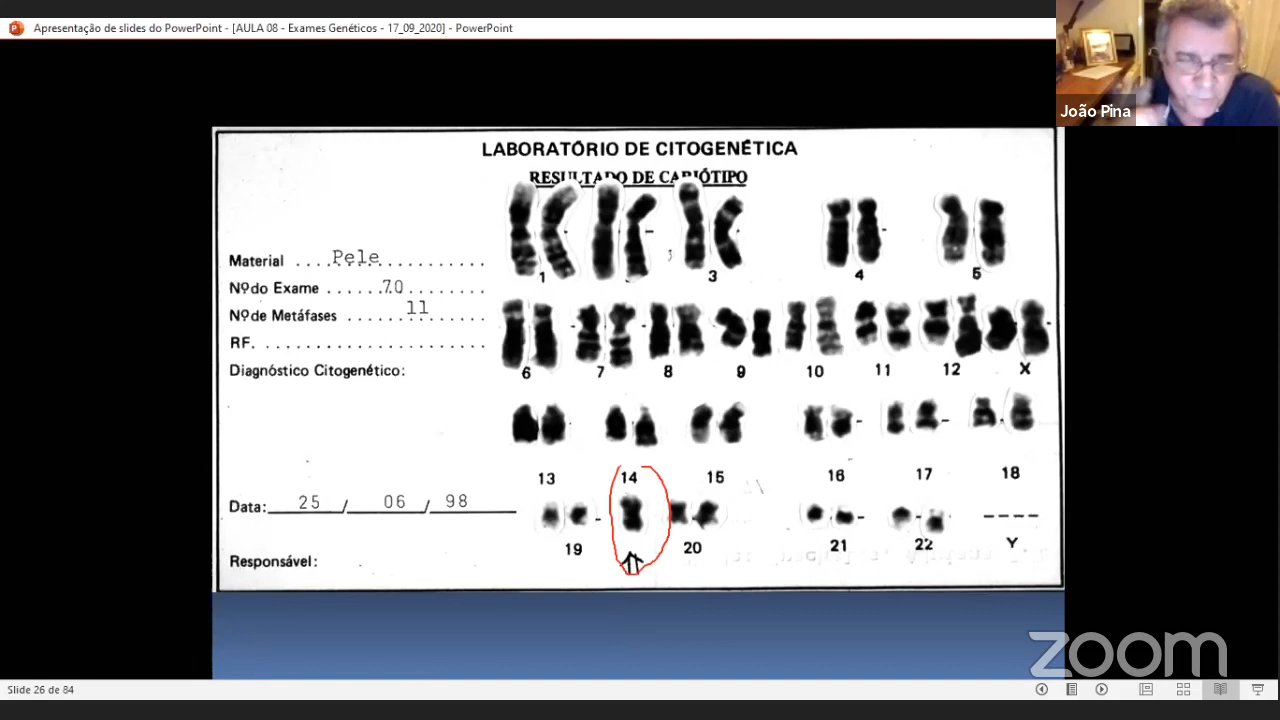 Apresentação de slides do PowerPoint - [AULA 08 - Exames Genéticos - 17_09_2020] - PowerPoint
João Pina
LABORATÓRIO DE CITOGENÉTICA
RESULTADO DE CARIÓTIPO
Material .... Pele
Nº do Exame ...... 70
Nº de Metáfases ...... 11
RF. ....................
Diagnóstico Citogenético:
1 3 4 5
6 7 8 9 10 11 12 X
13 14 15 16 17 18
Data: 25 / 06 / 98
19 20 21 22 Y
Responsável:
zoom
Slide 26 de 84